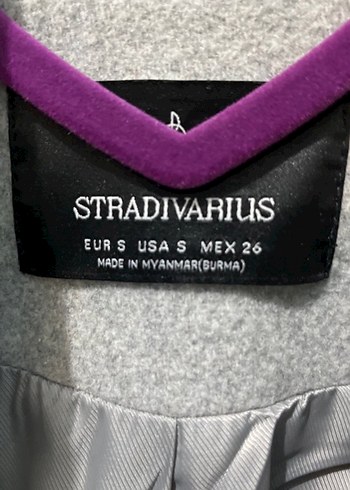 STRADIVARIUS
EUR S USA S MEX 26
MADE IN MYANMAR(BURMA)